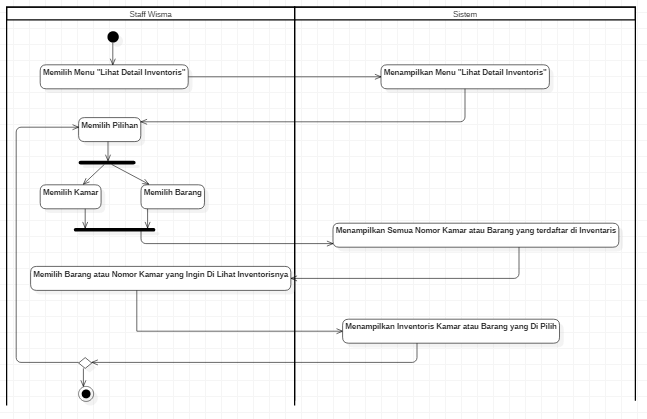 Staff Wisma
Sistem
Memilih Menu "Lihat Detail Inventoris"
Menampilkan Menu "Lihat Detail Inventoris"
Memilih Pilihan
Memilih Kamar
Memilih Barang
Menampilkan Semua Nomor Kamar atau Barang yang terdaftar di Inventaris
Memilih Barang atau Nomor Kamar yang Ingin Di Lihat Inventorisnya
Menampilkan Inventoris Kamar atau Barang yang Di Pilih